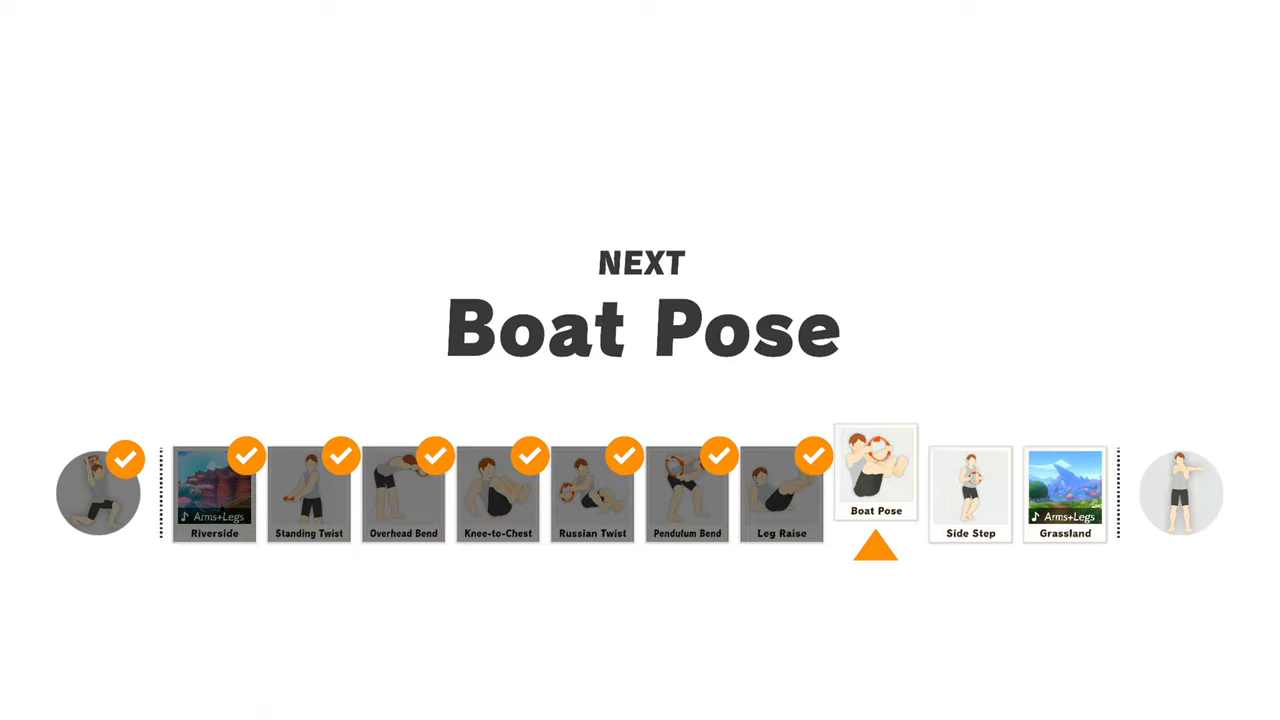 NEXT
Boat Pose
♪ Arms+Legs
Riverside
Standing Twist
Overhead Bend
Knee-to-Chest
Russian Twist
Pendulum Bend
Leg Raise
Boat Pose
Side Step
♪ Arms+Legs
Grassland